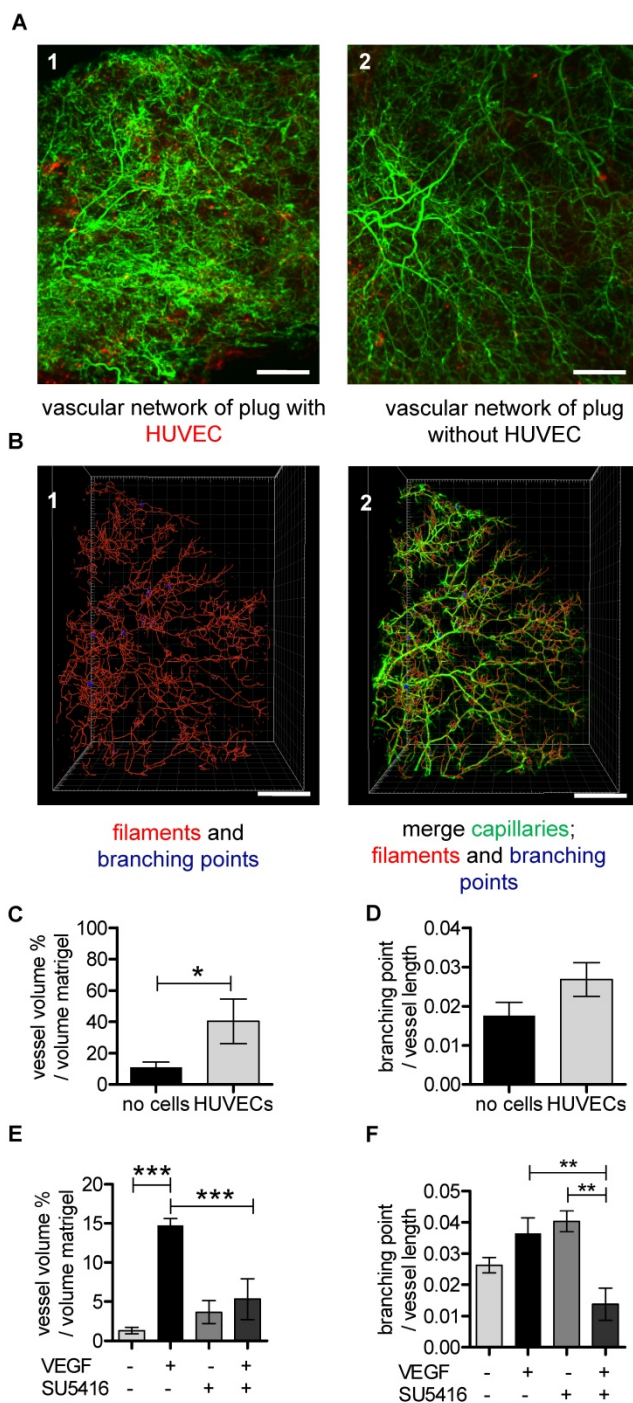 A
1
2
vascular network of plug with
HUVEC
vascular network of plug
without HUVEC
B
1
2
filaments and
branching points
merge capillaries;
filaments and branching
points
C
vessel volume %
/ volume matrigel
100
80
60
40
20
0
*
no cells HUVECs
D
branching point
/ vessel length
0.04
0.03
0.02
0.01
0.00
no cells HUVECs
E
vessel volume %
/ volume matrigel
20
15
10
5
0
***
***
VEGF - + - +
SU5416 - - + +
F
branching point
/ vessel length
0.05
0.04
0.03
0.02
0.01
0.00
**
**
VEGF - + - +
SU5416 - - + +